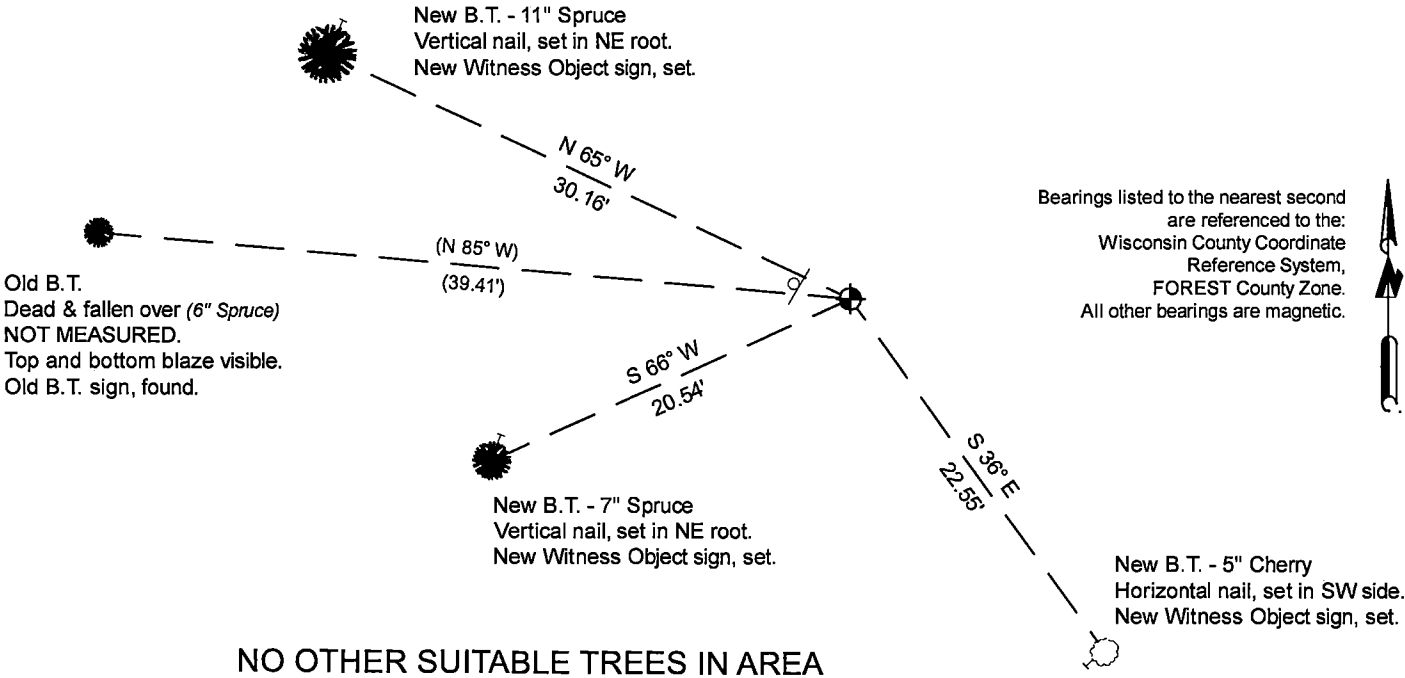 New B.T. - 11" Spruce
Vertical nail, set in NE root.
New Witness Object sign, set.
N 65° W
30.16'
Bearings listed to the nearest second
are referenced to the:
Wisconsin County Coordinate
Reference System,
FOREST County Zone.
All other bearings are magnetic.
(N 85° W)
(39.41')
Old B.T.
Dead & fallen over (6" Spruce)
NOT MEASURED.
Top and bottom blaze visible.
Old B.T. sign, found.
S 66° W
20.54'
S 36° E
22.55'
New B.T. - 7" Spruce
Vertical nail, set in NE root.
New Witness Object sign, set.
New B.T. - 5" Cherry
Horizontal nail, set in SW side.
New Witness Object sign, set.
NO OTHER SUITABLE TREES IN AREA